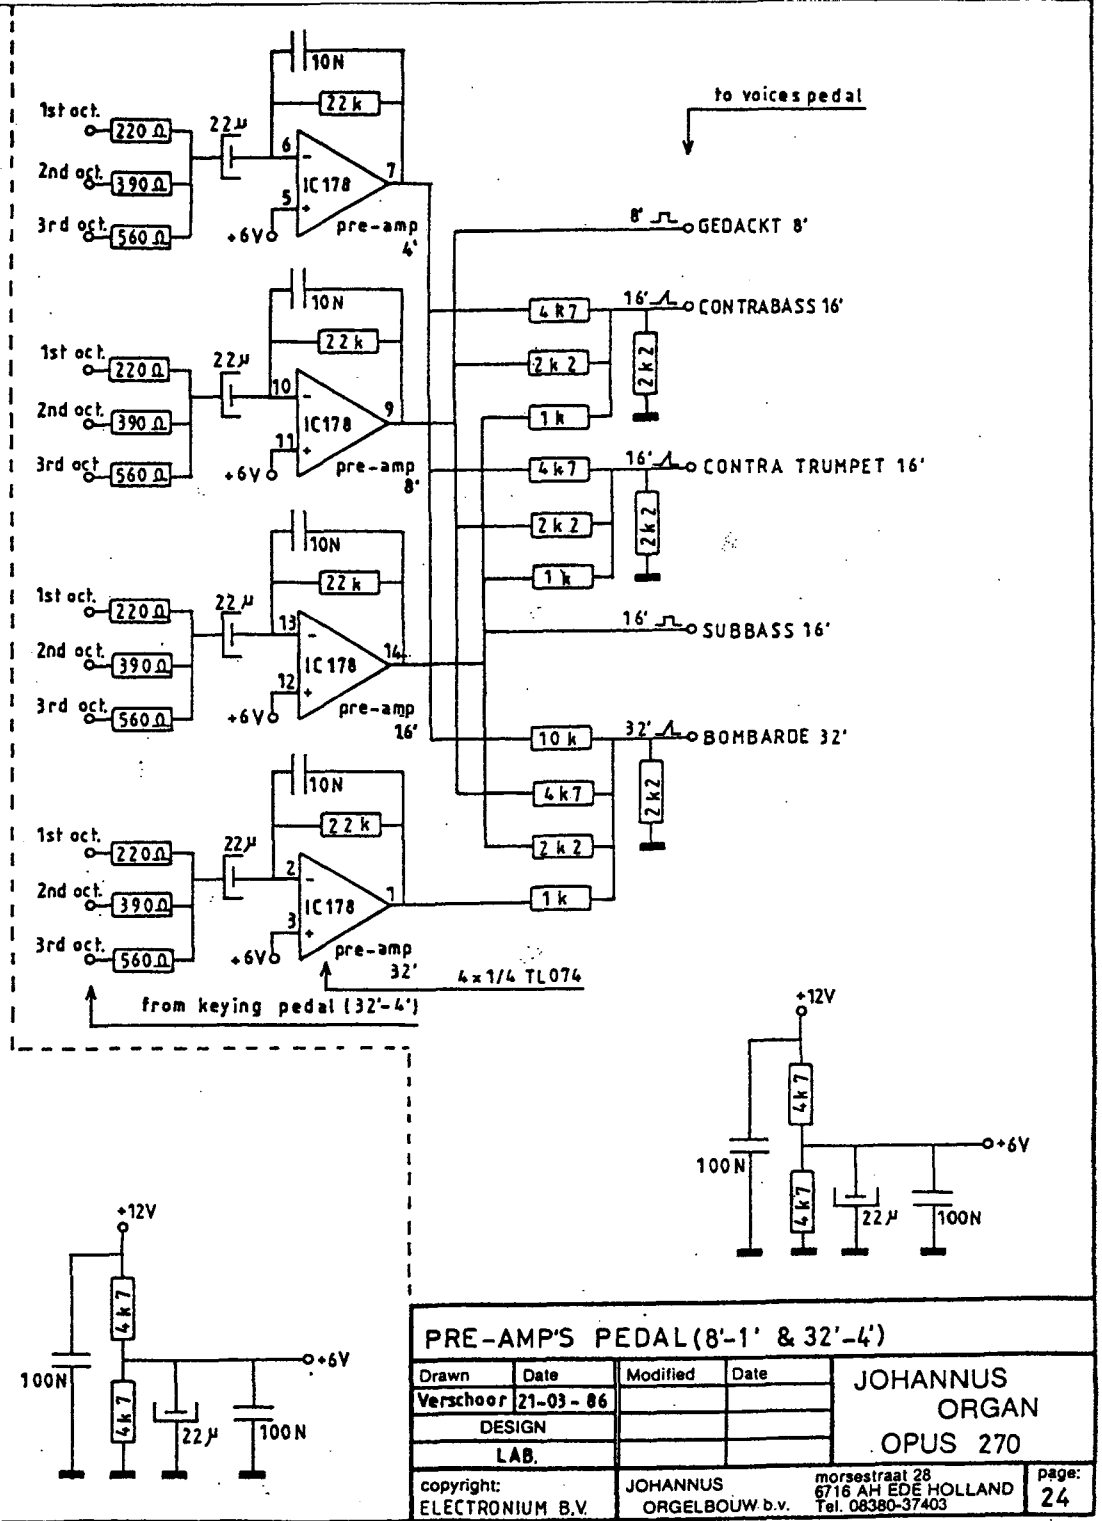 10N
22k
1st oct.
220Ω
22µ
2nd oct.
390Ω
3rd oct.
560Ω
6
5
7
IC178
+6V
pre-amp
4'
to voices pedal
8'
GEDACKT 8'
10N
22k
1st oct.
220Ω
22µ
2nd oct.
390Ω
3rd oct
560Ω
10
11
9
IC178
+6V
pre-amp
8'
4k7
16'
CONTRABASS 16'
2k2
2k2
1k
4k7
16'
CONTRA TRUMPET 16'
2k2
2k2
1k
10N
22k
1st oct.
220Ω
22µ
2nd oct.
390Ω
3rd oct.
560Ω
13
12
14
IC178
+6V
pre-amp
16'
16'
SUBBASS 16'
10k
32'
BOMBARDE 32'
4k7
2k2
2k2
1k
10N
22k
1st oct.
220Ω
22µ
2nd oct.
390Ω
3rd oct.
560Ω
2
3
1
IC178
+6V
pre-amp
32'
4x1/4 TL074
from keying pedal (32'-4')
+12V
4k7
100N
+6V
4k7
22µ
100N
+12V
4k7
100N
+6V
4k7
22µ
100N
PRE-AMP'S PEDAL(8'-1' & 32'-4')
Drawn Date Modified Date
Verschoor 21-03-86
DESIGN
LAB.
JOHANNUS
ORGAN
OPUS 270
copyright:
ELECTRONIUM B.V.
JOHANNUS
ORGELBOUW b.v.
morsestraat 28
6716 AH EDE HOLLAND
Tel. 08380-37403
page:
24